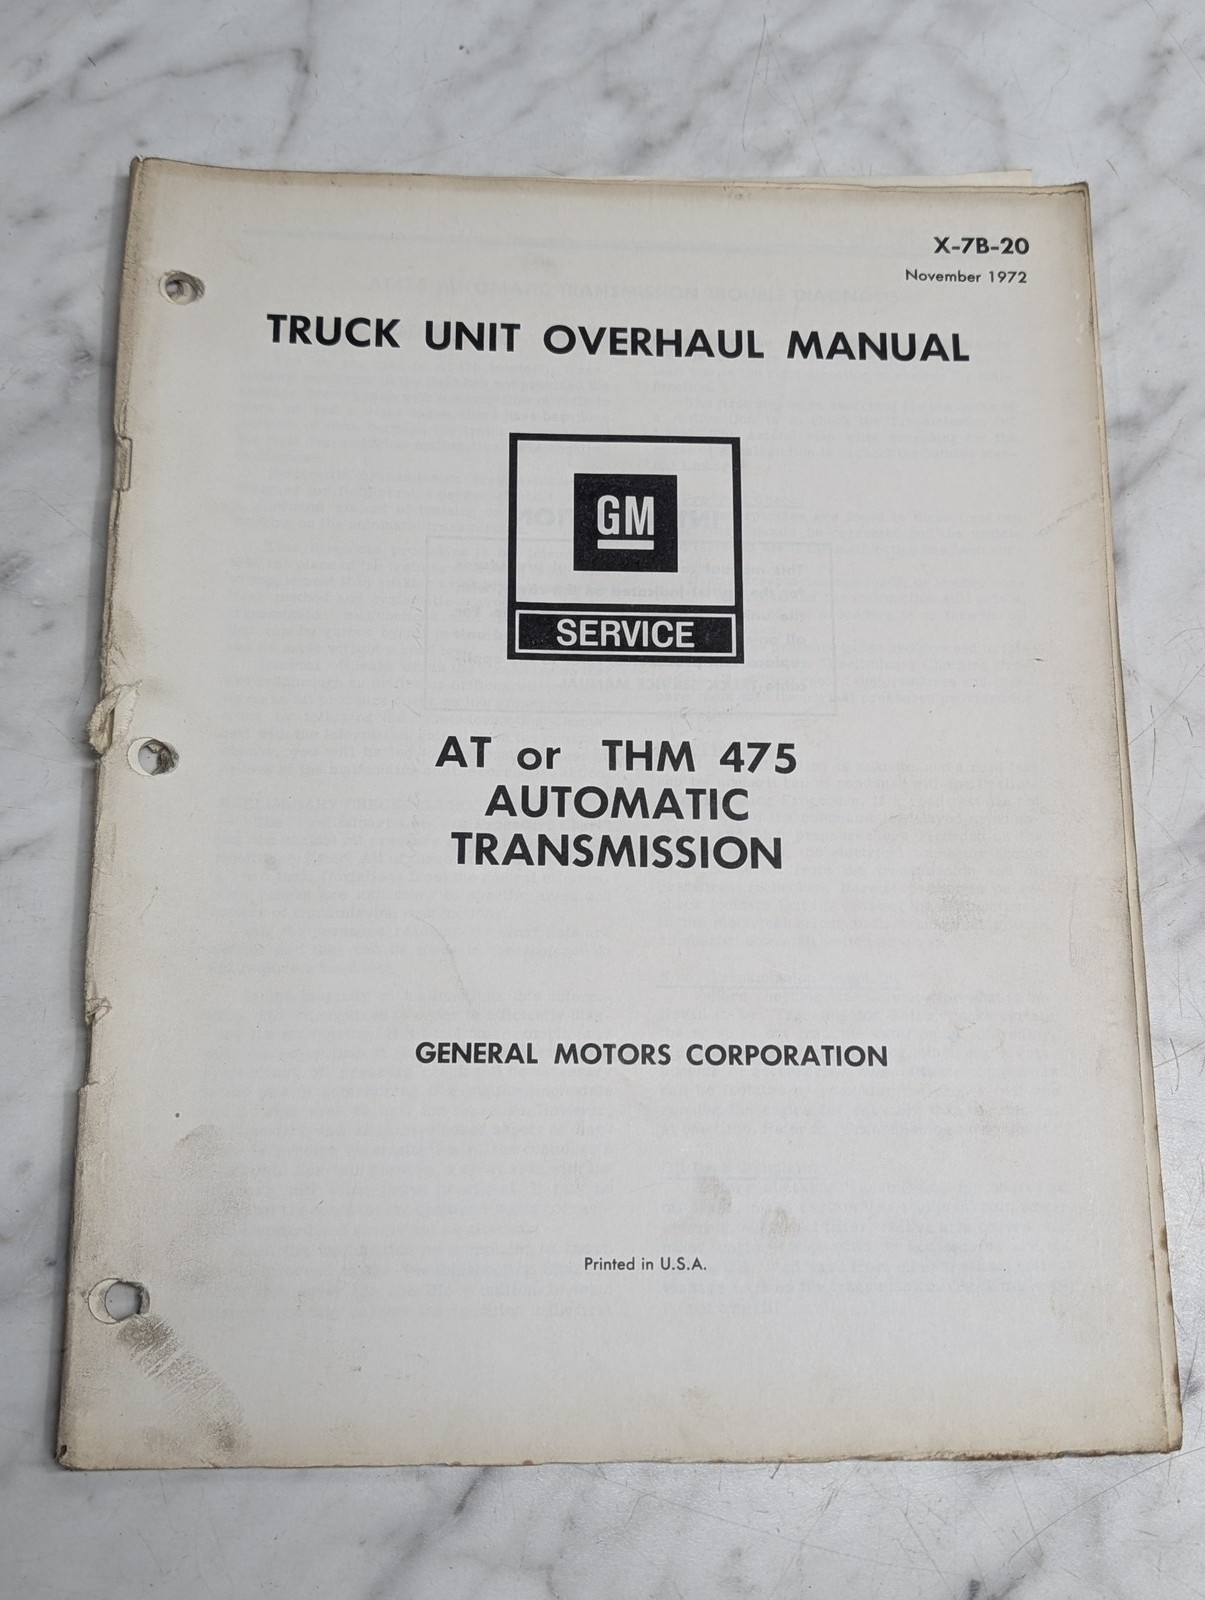 X-7B-20
November 1972
TRUCK UNIT OVERHAUL MANUAL
GM
SERVICE
AT or THM 475
AUTOMATIC
TRANSMISSION
GENERAL MOTORS CORPORATION
Printed in U.S.A.